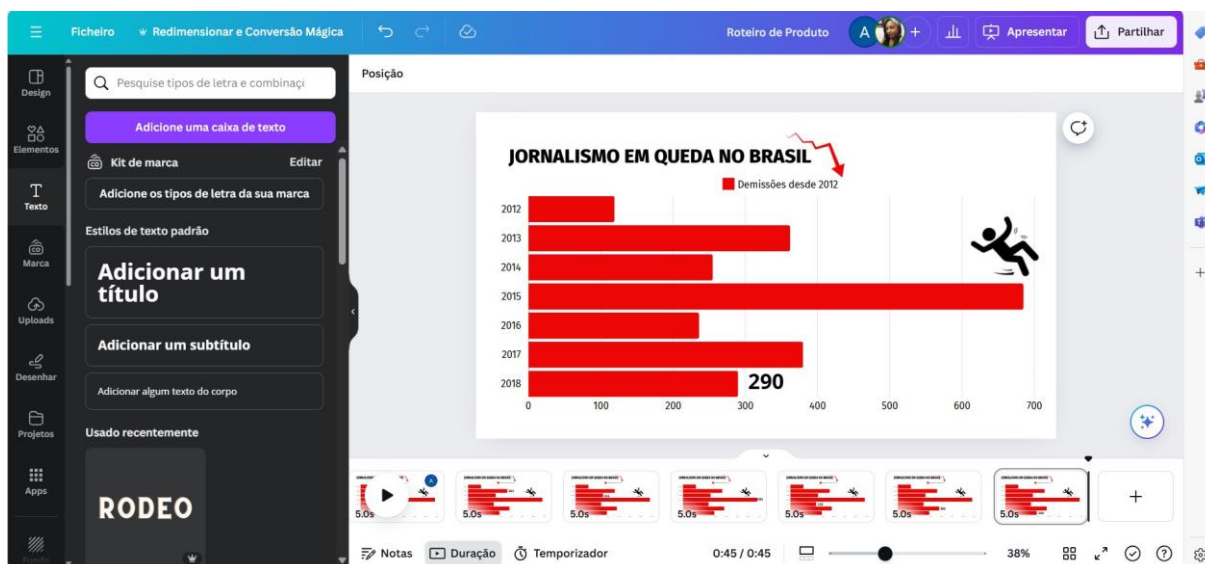 Ficheiro
Redimensionar e Conversão Mágica
Roteiro de Produto
A
Apresentar
Partilhar
Design
Elementos
Texto
Marca
Uploads
Desenhar
Projetos
Apps
Pesquise tipos de letra e combinaç
Adicione uma caixa de texto
Kit de marca
Editar
Adicione os tipos de letra da sua marca
Estilos de texto padrão
Adicionar um
título
Adicionar um subtítulo
Adicionar algum texto do corpo
Usado recentemente
RODEO
Posição
JORNALISMO EM QUEDA NO BRASIL
Demissões desde 2012
2012
2013
2014
2015
2016
2017
2018
290
0 100 200 300 400 500 600 700
5.0s 5.0s 5.0s 5.0s 5.0s 5.0s 5.0s
Notas
Duração
Temporizador
0:45 / 0:45
38%